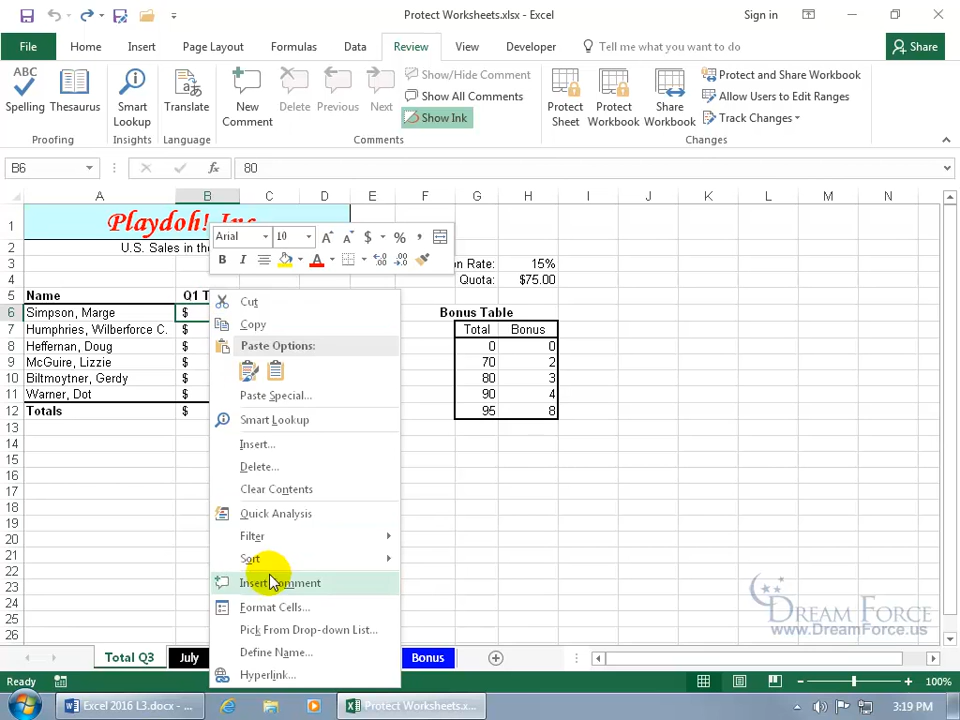 Protect Worksheets.xlsx - Excel
Sign in
File Home Insert Page Layout Formulas Data Review View Developer Tell me what you want to do Share
ABC
Spelling Thesaurus Smart Lookup Translate New Comment Delete Previous Next
Show/Hide Comment
Show All Comments
Show Ink
Protect Sheet Protect Workbook Share Workbook
Protect and Share Workbook
Allow Users to Edit Ranges
Track Changes
Proofing Insights Language Comments Changes
B6 fx 80
A B C D E F G H I J K L M N
1 Playdoh! Inc.
2 U.S. Sales in the
Arial 10 A A $ % ,
B I A
3 on Rate: 15%
4 Quota: $75.00
5 Name Q1 T
6 Simpson, Marge $ Bonus Table
7 Humphries, Wilberforce C. Total Bonus
8 Heffernan, Doug 0 0
9 McGuire, Lizzie 70 2
10 Biltmoytner, Gerdy 80 3
11 Warner, Dot 90 4
12 Totals $ 95 8
13
14
15
16
17
18
19
20
21
22
23
24
25
26
Cut
Copy
Paste Options:
Paste Special...
Smart Lookup
Insert...
Delete...
Clear Contents
Quick Analysis
Filter
Sort
Insert Comment
Format Cells...
Pick From Drop-down List...
Define Name...
Hyperlink...
DREAM FORCE
www.DreamForce.us
Total Q3 July Bonus
Ready 100%
Excel 2016 L3.docx - ... Protect Worksheets.x... 3:19 PM